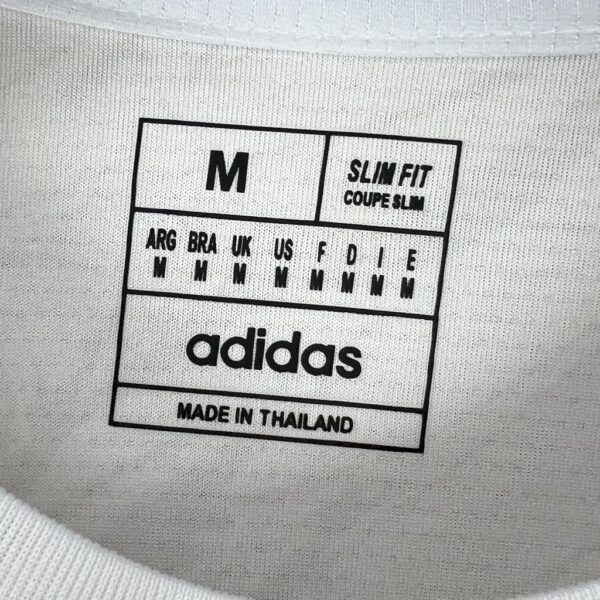 M
SLIM FIT
COUPE SLIM
ARG BRA UK US F D I E
M M M M M M M M
adidas
MADE IN THAILAND